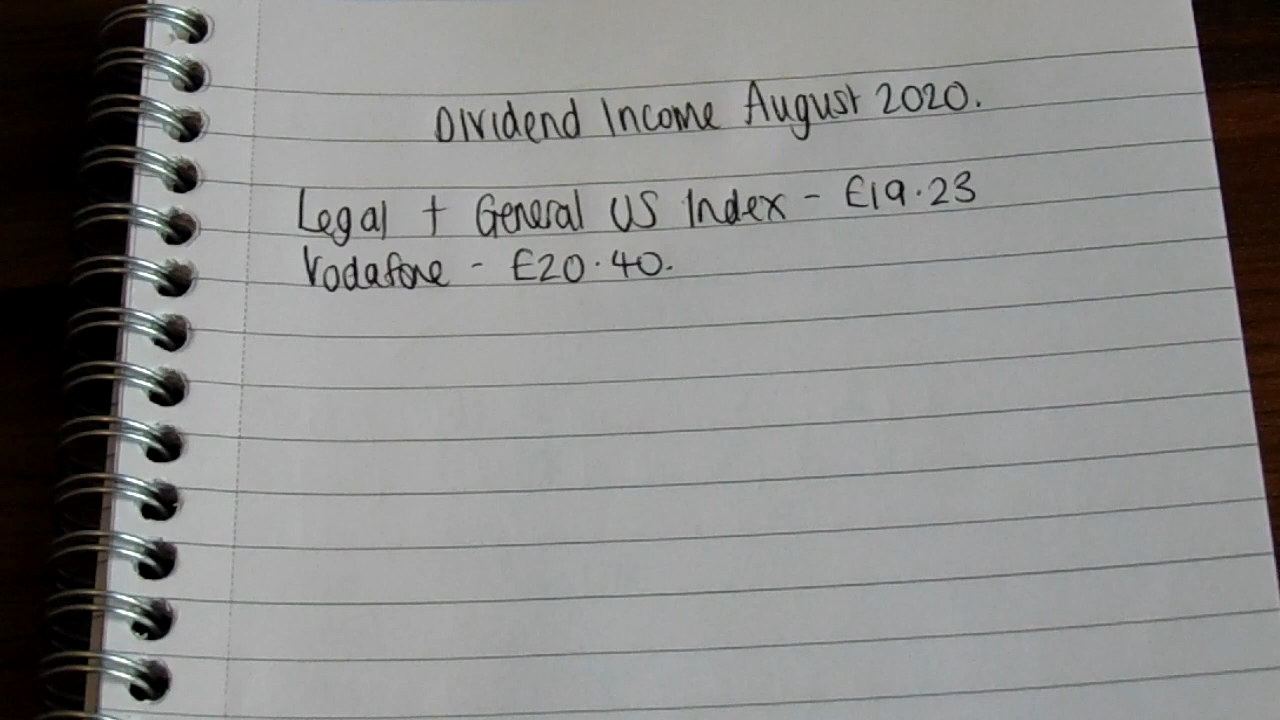 Dividend Income August 2020.
Legal + General US Index - £19.23
Vodafone - £20.40.